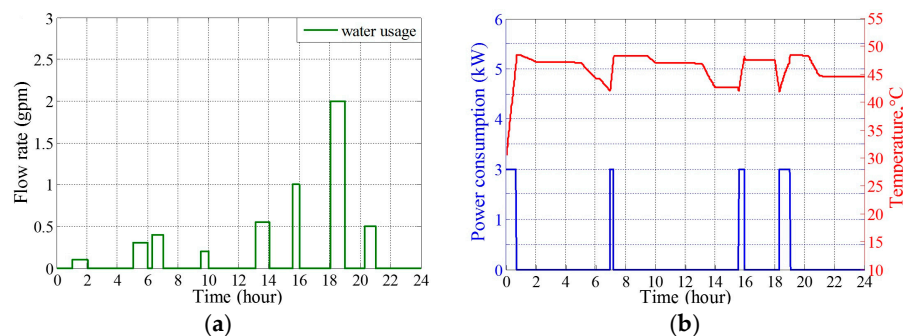 3
2.5
2
1
1
0.5
0
Flow rate (gpm)
water usage
0 2 4 6 8 10 12 14 16 18 20 22 24
Time (hour)
(a)
6
5
4
3
1
0
Power consumption (kW)
55
50
45
40
35
30
25
20
15
10
Temperature.°C
0 2 4 6 8 10 12 14 16 18 20 22 24
Time (hour)
(b)